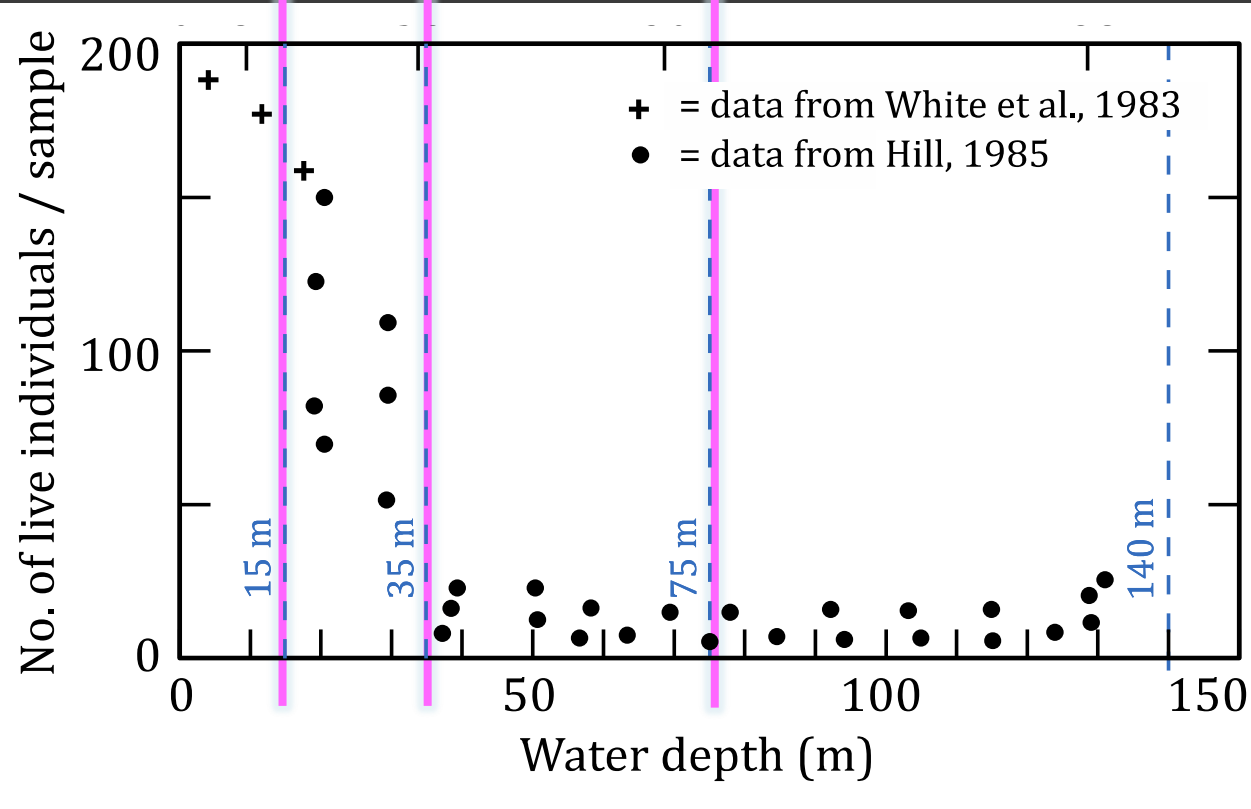 No. of live individuals / sample
200
100
0
+ = data from White et al., 1983
● = data from Hill, 1985
15 m
35 m
75 m
140 m
0 50 100 150
Water depth (m)